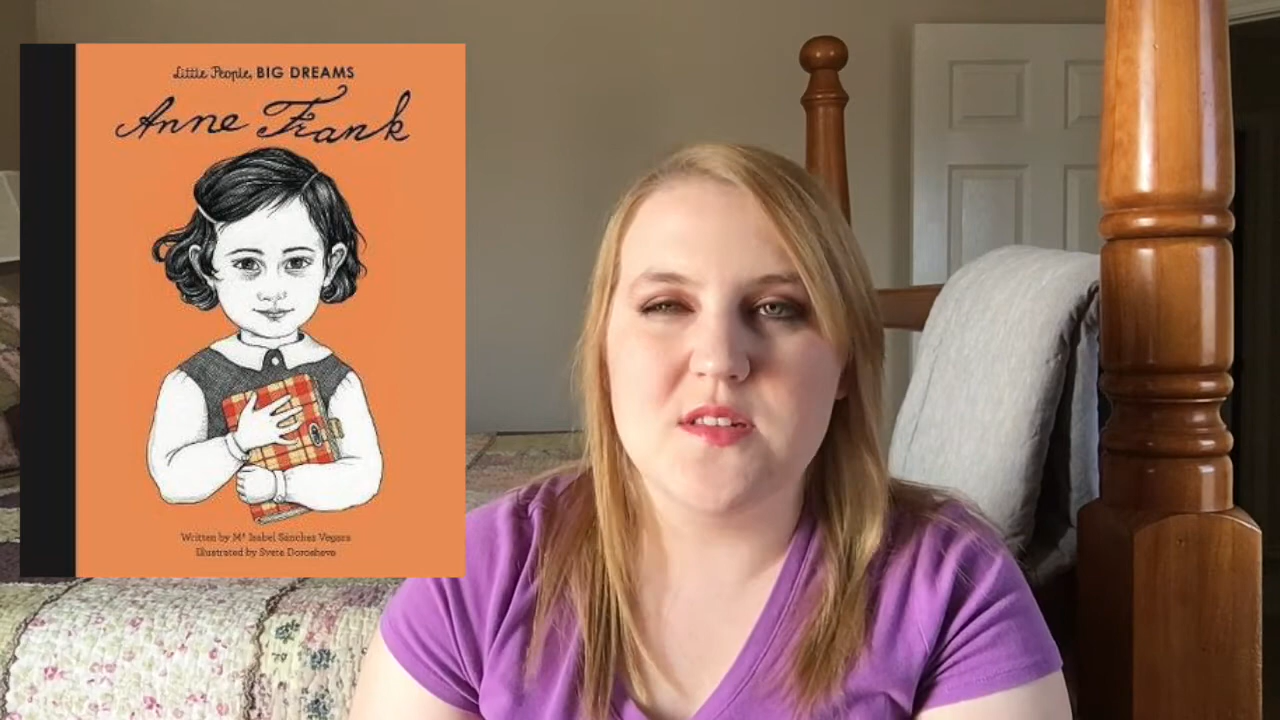 Little People, BIG DREAMS
Anne Frank
Written by Mª Isabel Sánchez Vegara
Illustrated by Sveta Dorosheva